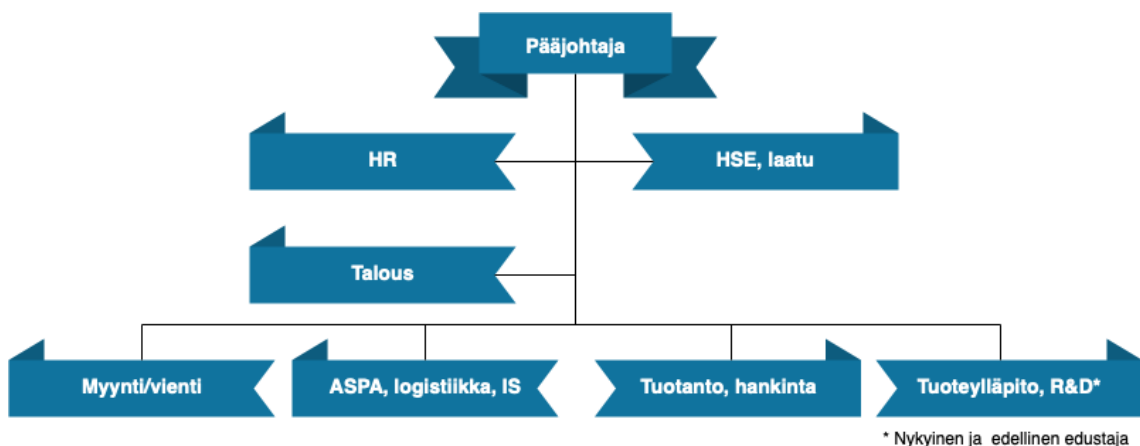 Pääjohtaja
HR
HSE, laatu
Talous
Myynti/vienti
ASPA, logistiikka, IS
Tuotanto, hankinta
Tuoteylläpito, R&D*
* Nykyinen ja edellinen edustaja